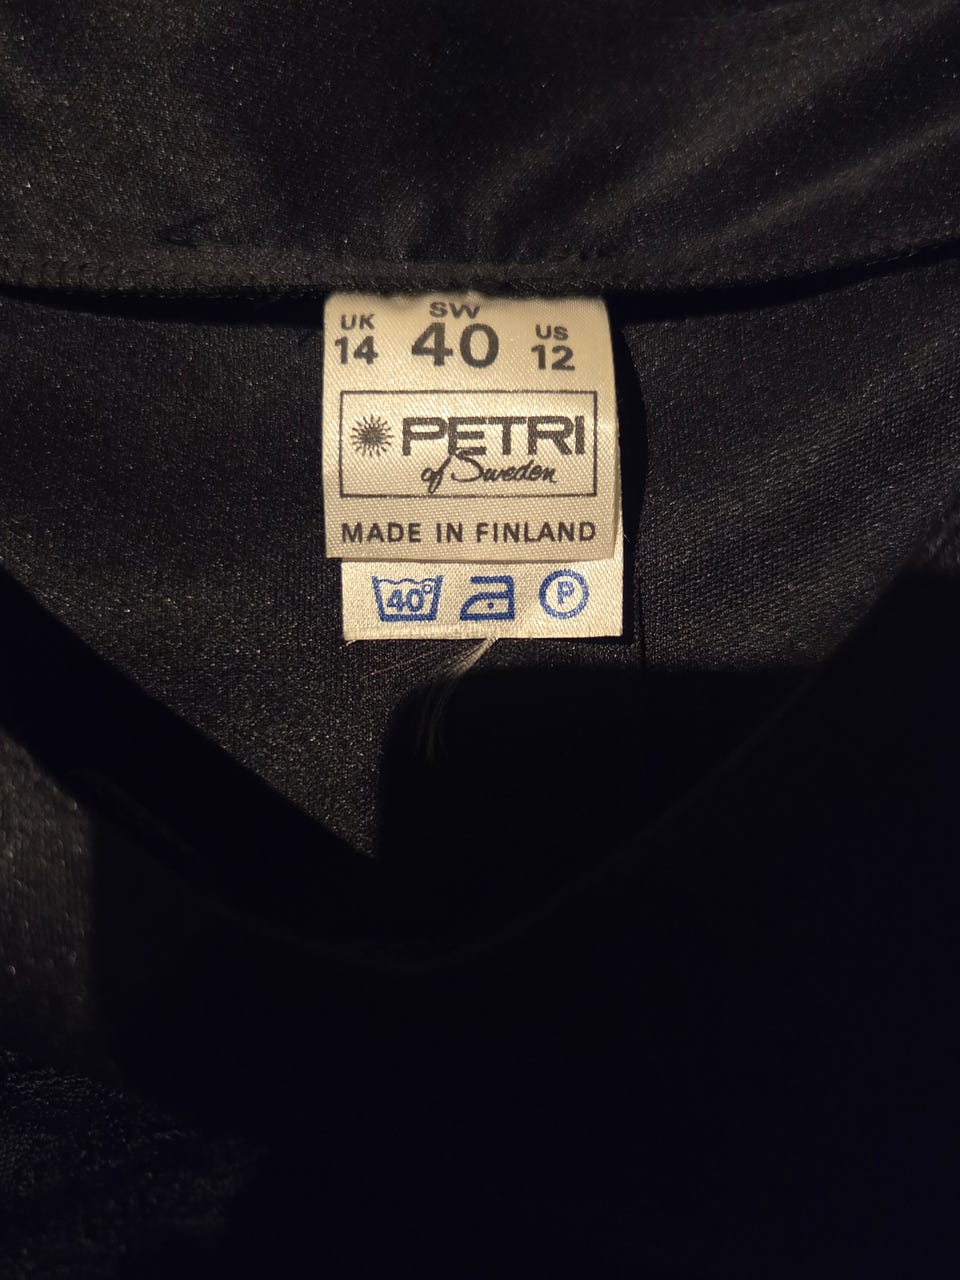 SW
UK 40 US
14 12
PETRI
of Sweden
MADE IN FINLAND
40°
P